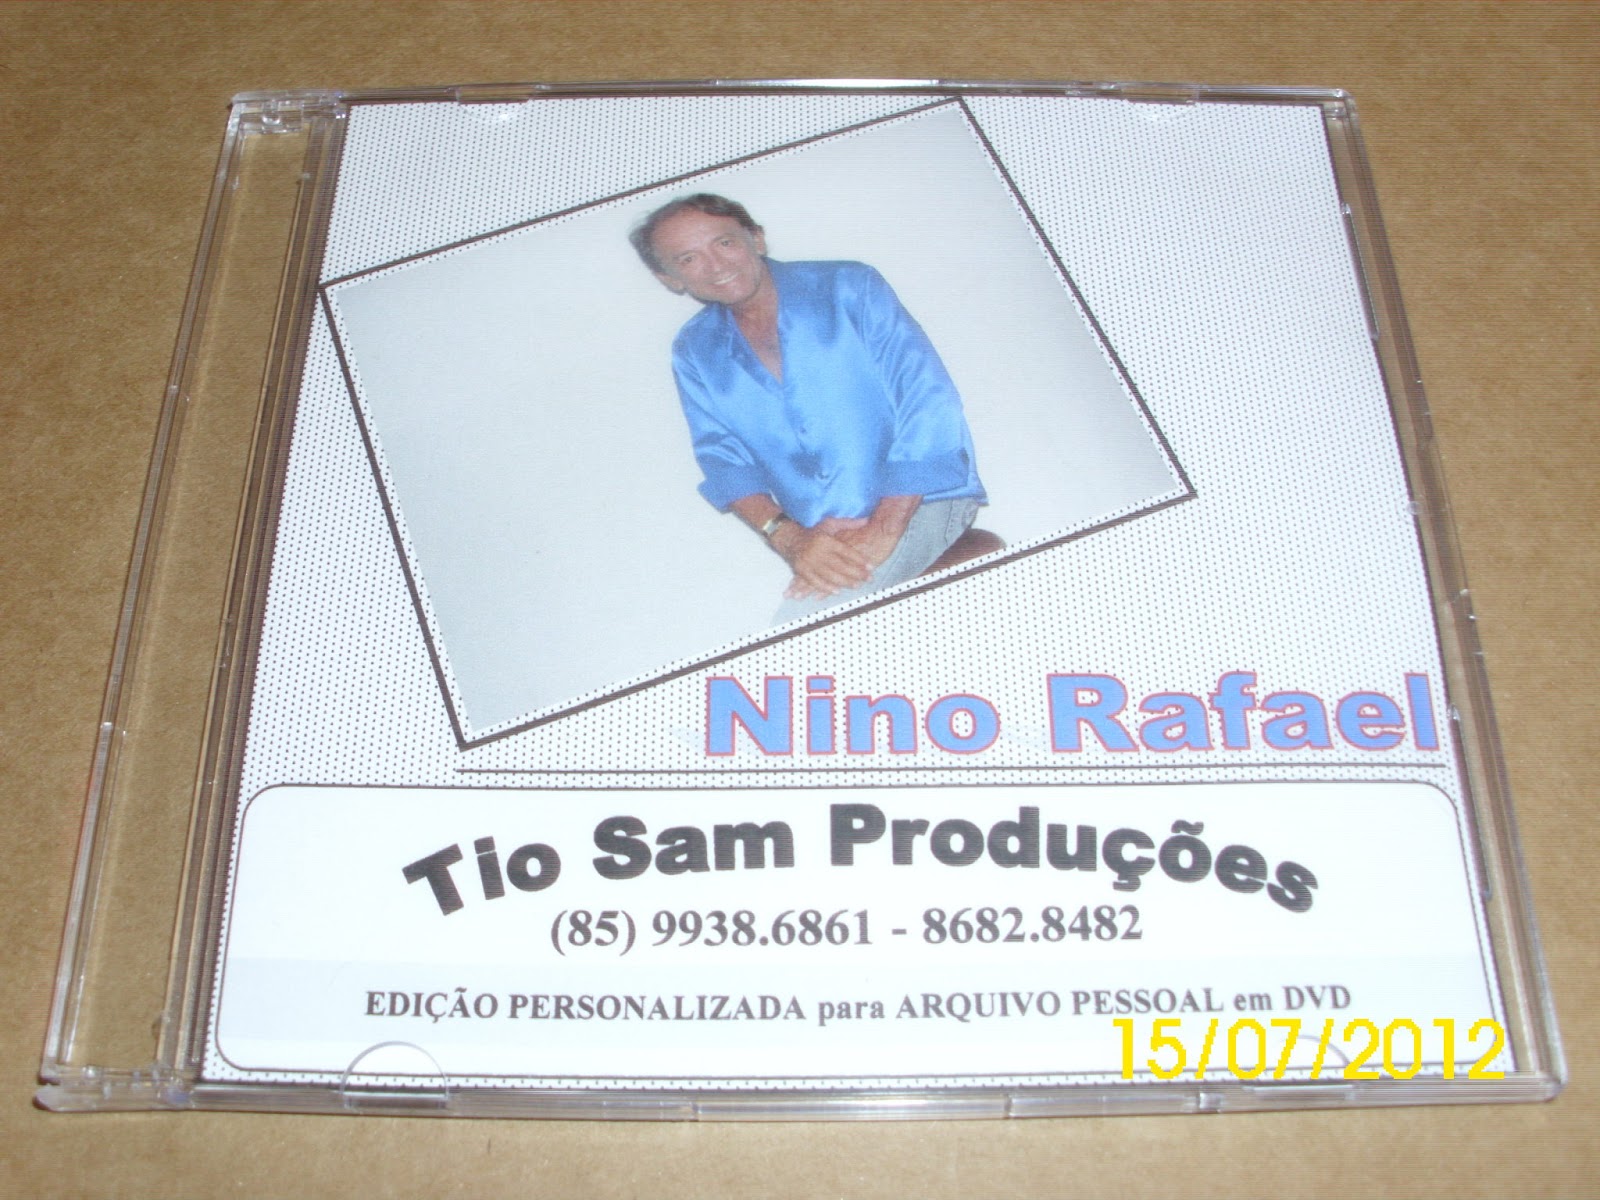 Nino Rafael
Tio Sam Produções
(85) 9938.6861 - 8682.8482
EDIÇÃO PERSONALIZADA para ARQUIVO PESSOAL em DVD
15/07/2012